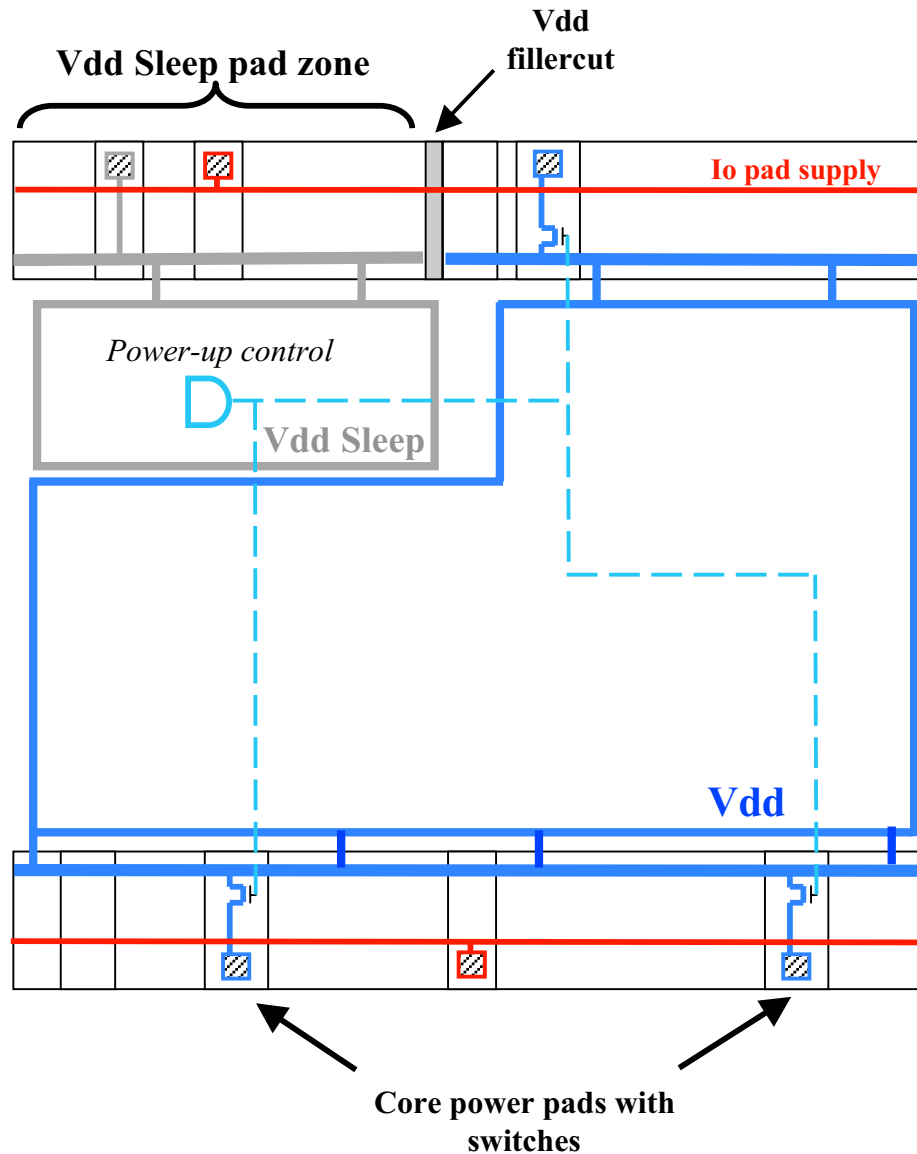 Vdd
fillercut
Vdd Sleep pad zone
Io pad supply
Power-up control
Vdd Sleep
Vdd
Core power pads with
switches